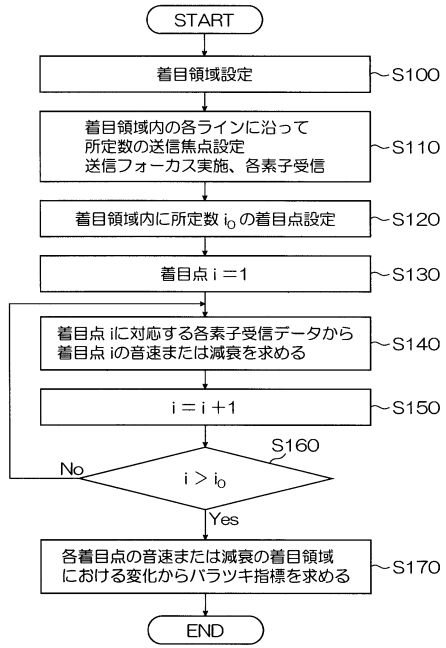 START
着目領域設定
S100
着目領域内の各ラインに沿って
所定数の送信焦点設定
送信フォーカス実施、各素子受信
S110
着目領域内に所定数 i0 の着目点設定
S120
着目点 i = 1
S130
着目点 iに対応する各素子受信データから
着目点 iの音速または減衰を求める
S140
i = i + 1
S150
S160
No
i > i0
Yes
各着目点の音速または減衰の着目領域
における変化からバラツキ指標を求める
S170
END